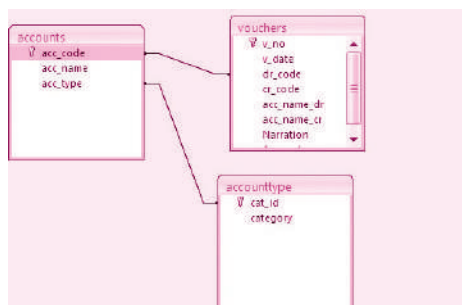 accounts
acc_code
acc_name
acc_type
vouchers
v_no
v_date
dr_code
cr_code
acc_name_dr
acc_name_cr
Narration
accounttype
cat_id
category